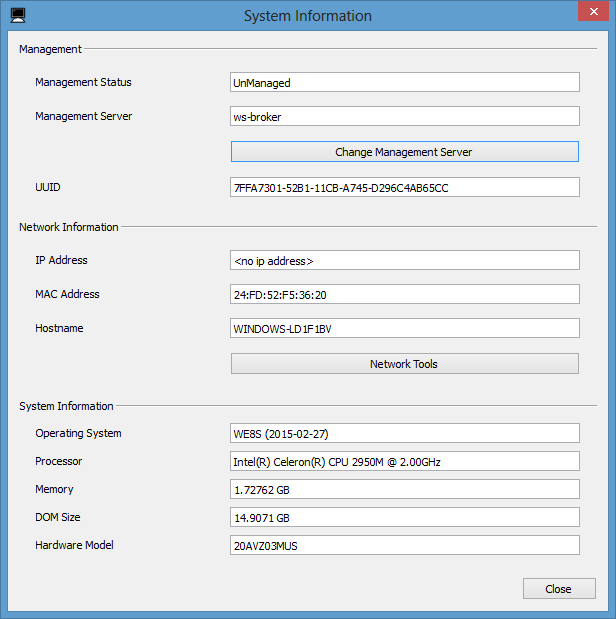 System Information
Management
Management Status UnManaged
Management Server ws-broker
Change Management Server
UUID 7FFA7301-52B1-11CB-A745-D296C4AB65CC
Network Information
IP Address <no ip address>
MAC Address 24:FD:52:F5:36:20
Hostname WINDOWS-LD1F1BV
Network Tools
System Information
Operating System WE8S (2015-02-27)
Processor Intel(R) Celeron(R) CPU 2950M @ 2.00GHz
Memory 1.72762 GB
DOM Size 14.9071 GB
Hardware Model 20AVZ03MUS
Close